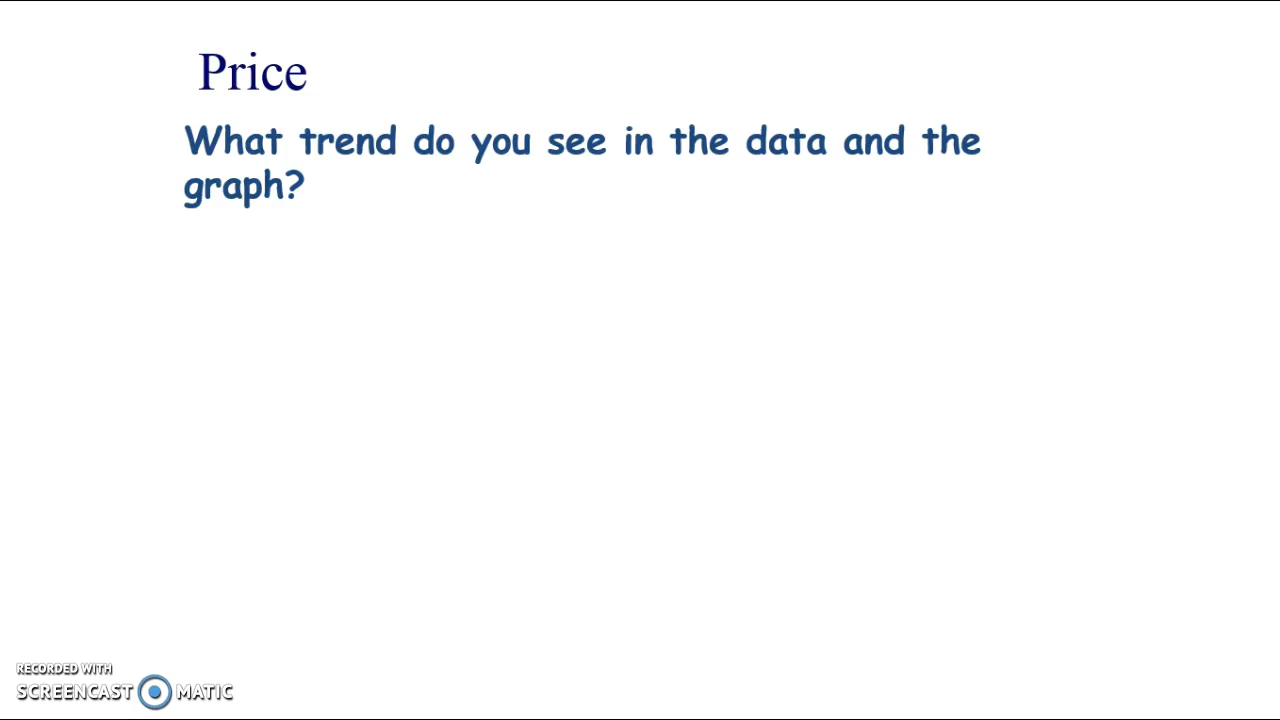 Price
What trend do you see in the data and the
graph?
RECORDED WITH
SCREENCAST MATIC